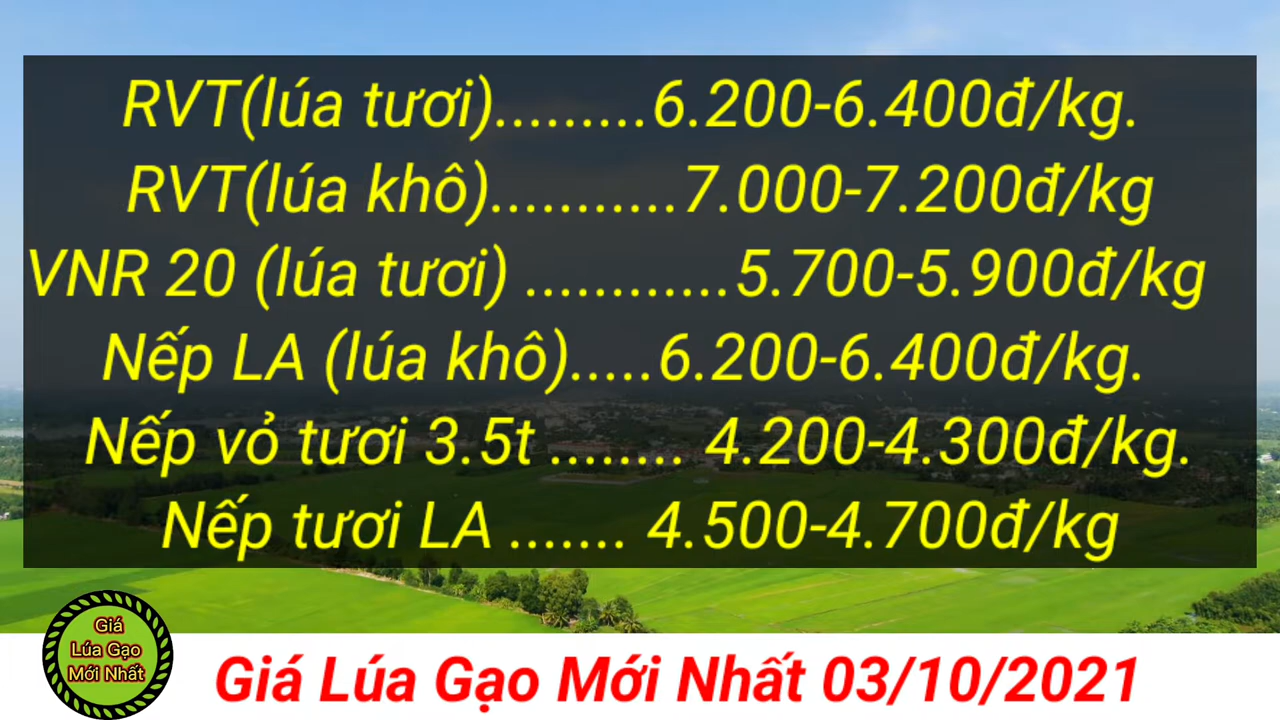 RVT(lúa tươi).........6.200-6.400đ/kg.
RVT(lúa khô)...........7.000-7.200đ/kg
VNR 20 (lúa tươi) ............5.700-5.900đ/kg
Nếp LA (lúa khô).....6.200-6.400đ/kg.
Nếp vỏ tươi 3.5t ........ 4.200-4.300đ/kg.
Nếp tươi LA ....... 4.500-4.700đ/kg
Giá
Lúa Gạo
Mới Nhất
Giá Lúa Gạo Mới Nhất 03/10/2021